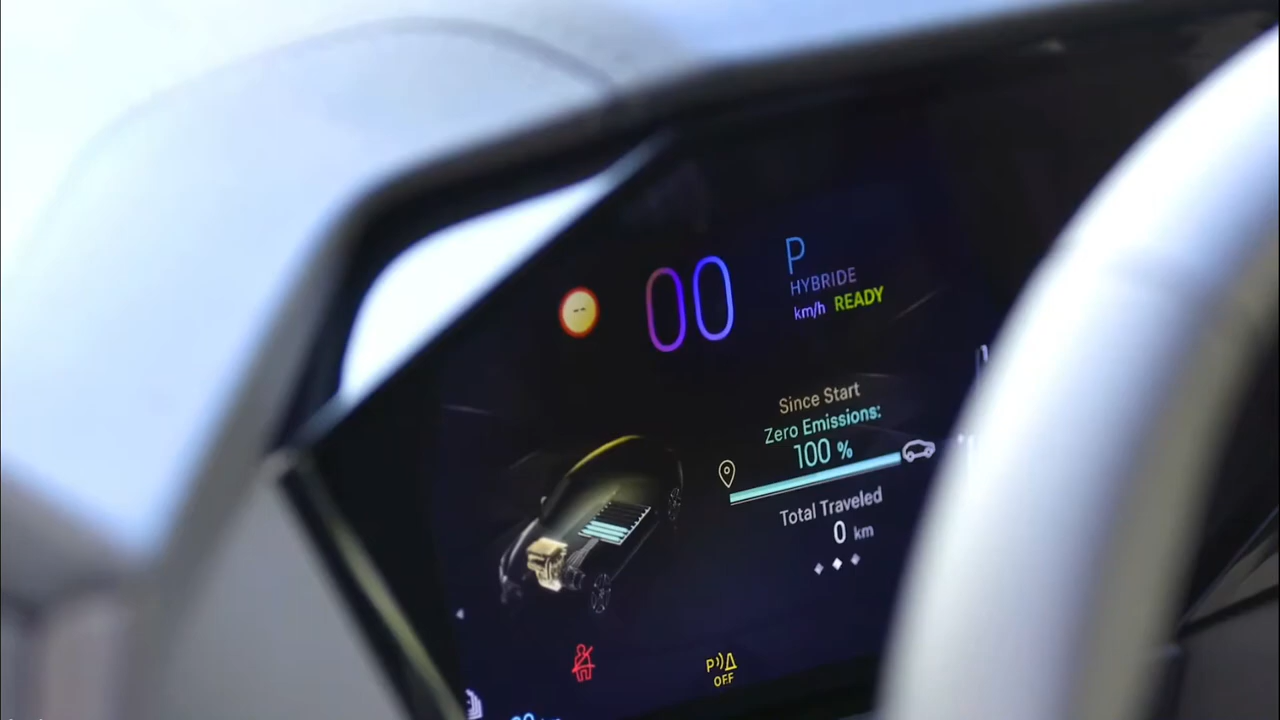 00
P
HYBRIDE
km/h READY
Since Start
Zero Emissions:
100 %
Total Traveled
0 km
P
OFF